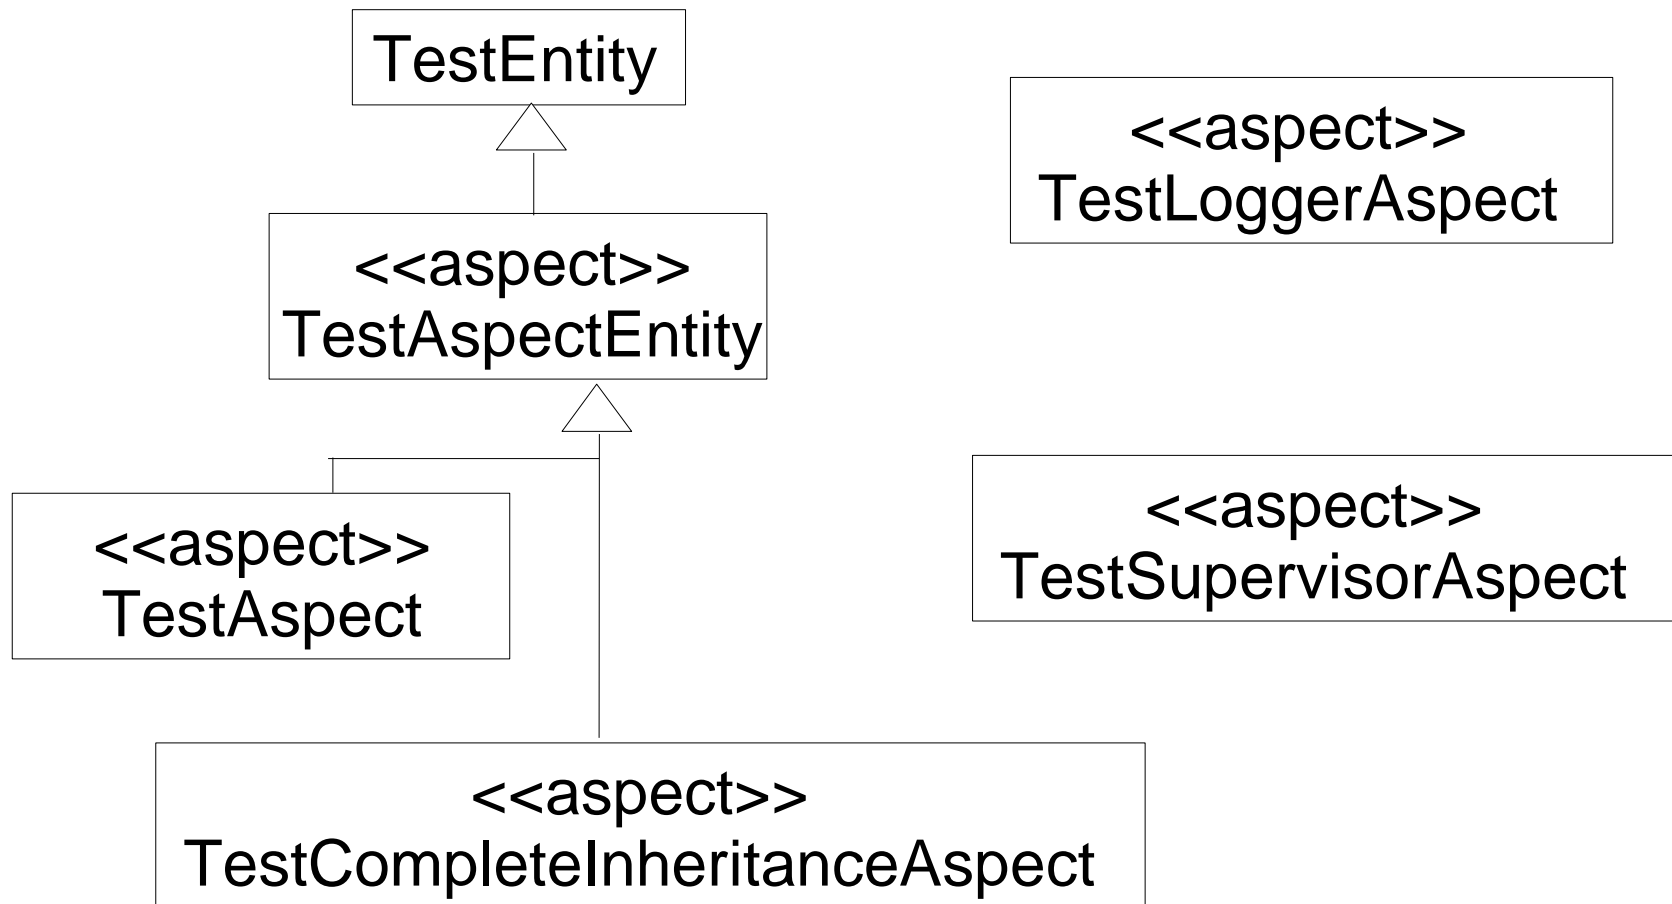 TestEntity
<<aspect>>
TestLoggerAspect
<<aspect>>
TestAspectEntity
<<aspect>>
TestSupervisorAspect
<<aspect>>
TestAspect
<<aspect>>
TestCompleteInheritanceAspect